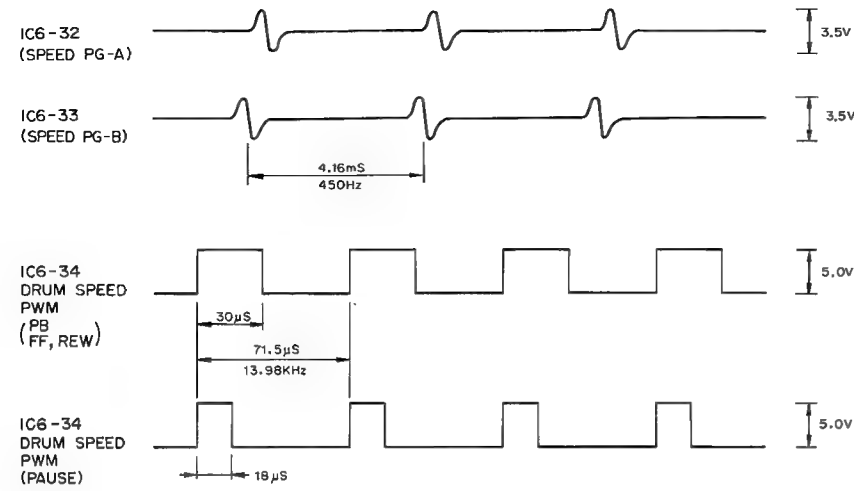 IC6-32
(SPEED PG-A)
3.5V
IC6-33
(SPEED PG-B)
3.5V
4.16mS
450Hz
IC6-34
DRUM SPEED
PWM
(PB
FF, REW)
5.0V
30µS
71.5µS
13.98KHz
IC6-34
DRUM SPEED
PWM
(PAUSE)
5.0V
18µS